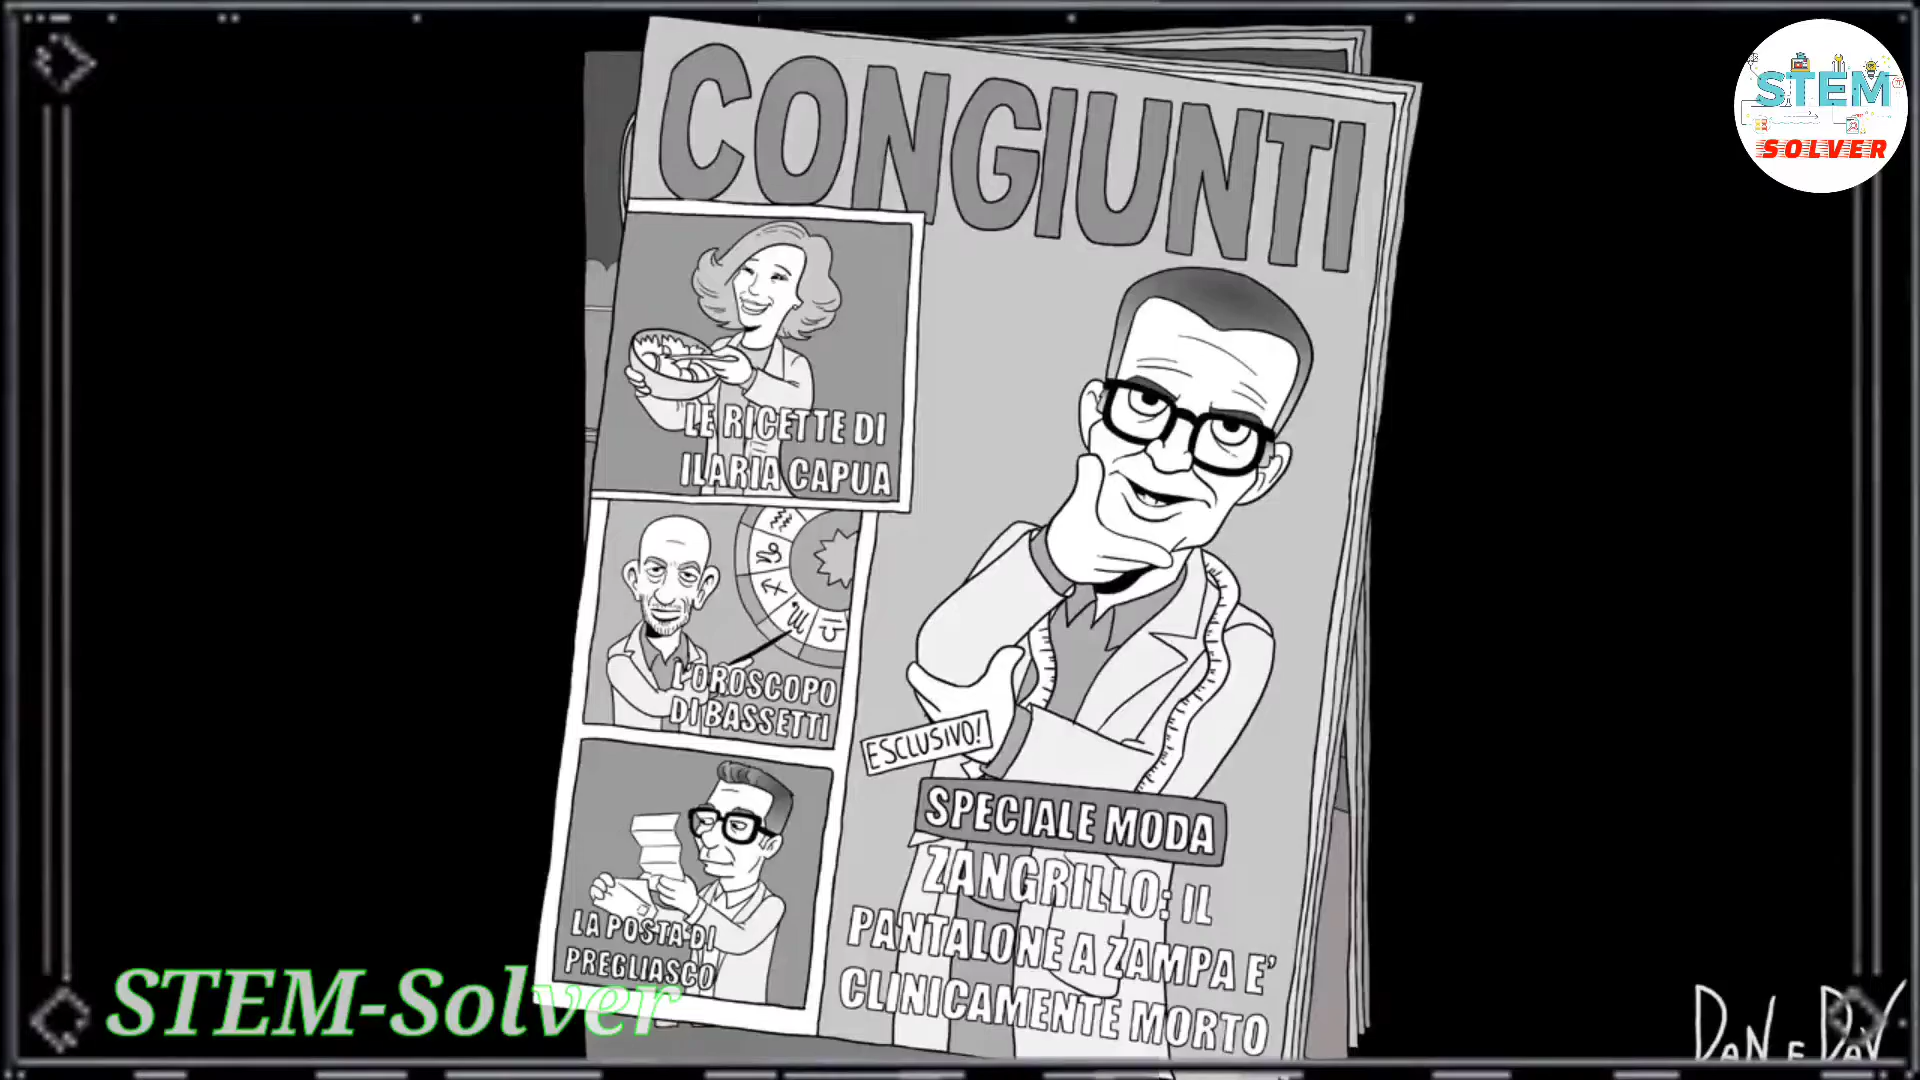 CONGIUNTI
STEM
SOLVER
LE RICETTE DI
ILARIA CAPUA
L'OROSCOPO
DI BASSETTI
ESCLUSIVO!
SPECIALE MODA
ZANGRILLO: IL
PANTALONE A ZAMPA E'
CLINICAMENTE MORTO
LA POSTA DI
PREGLIASCO
STEM-Solver
DAN E DAV